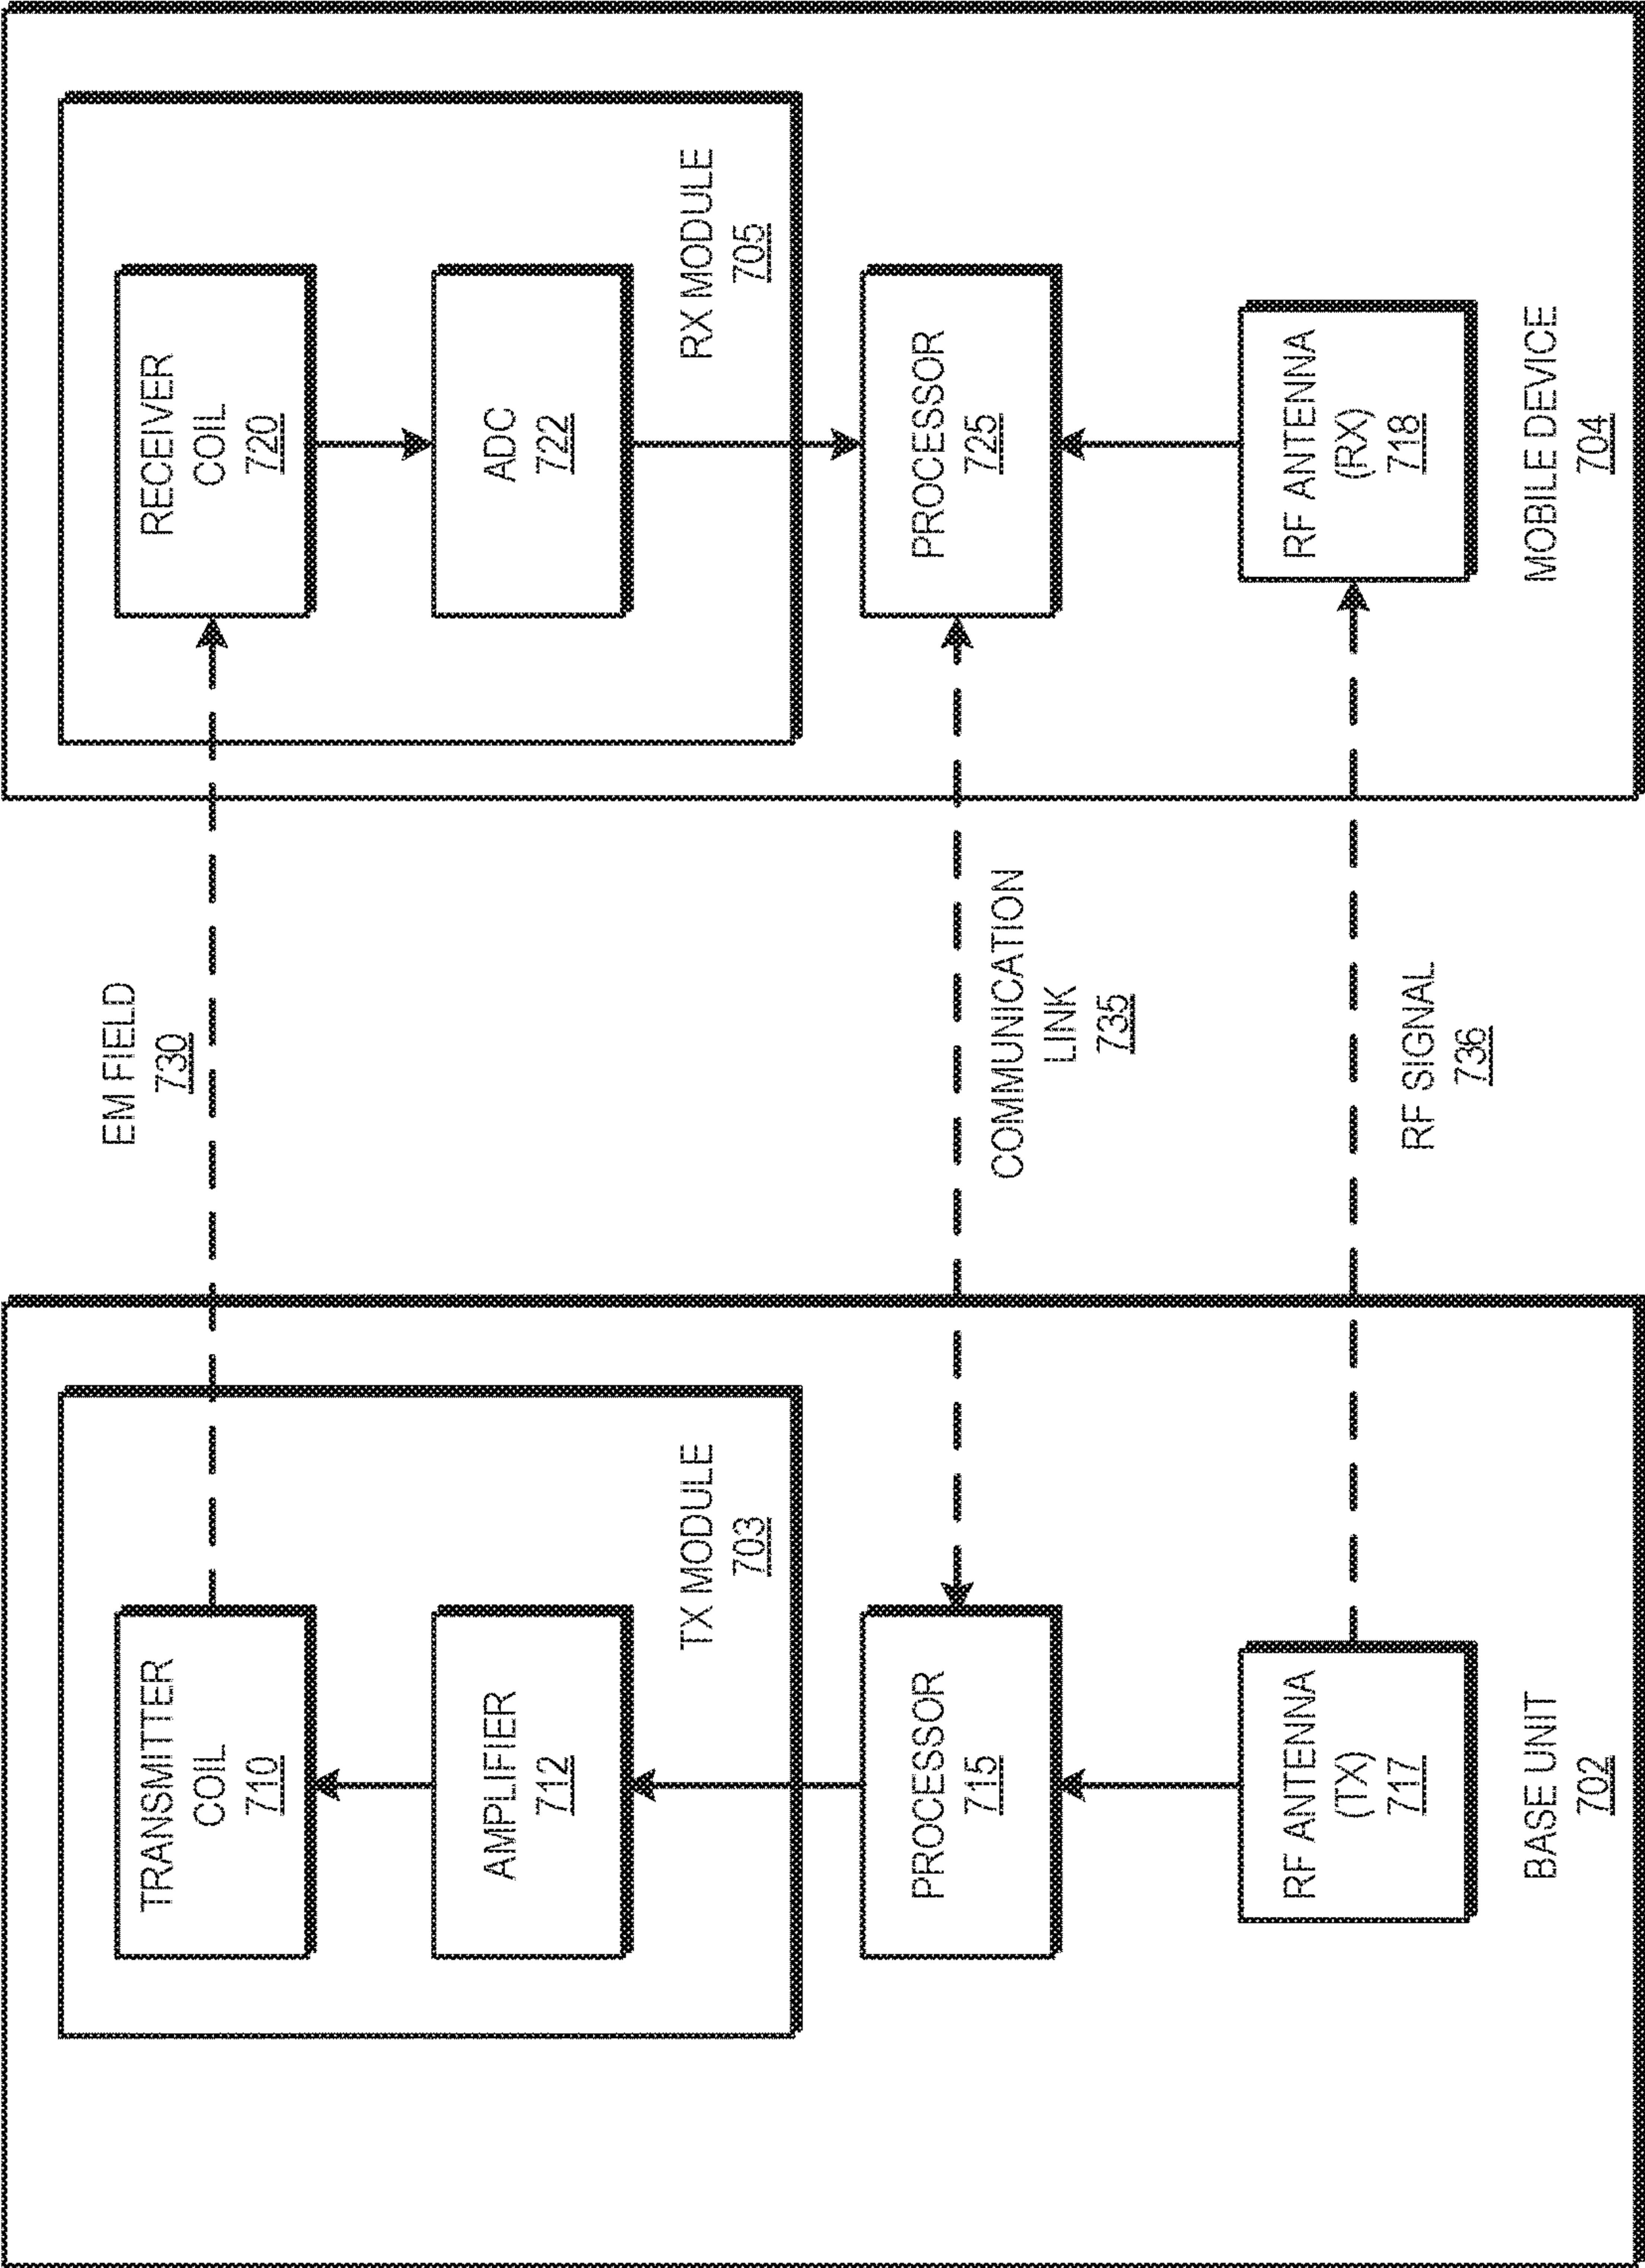 TRANSMITTER
COIL
710
AMPLIFIER
712
TX MODULE
703
PROCESSOR
715
RF ANTENNA
(TX)
717
BASE UNIT
702
EM FIELD
730
COMMUNICATION
LINK
735
RF SIGNAL
736
RECEIVER
COIL
720
ADC
722
RX MODULE
705
PROCESSOR
725
RF ANTENNA
(RX)
718
MOBILE DEVICE
704